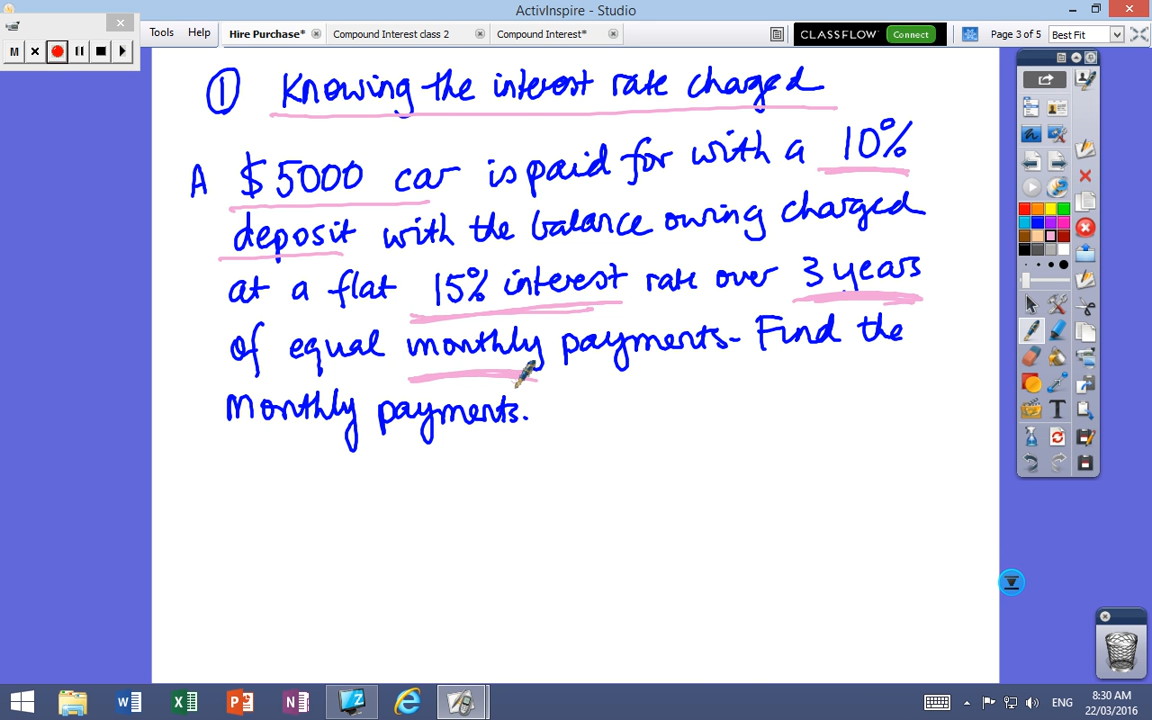 ActivInspire - Studio
M
Tools Help Hire Purchase* Compound Interest class 2 Compound Interest* CLASSFLOW Connect Page 3 of 5 Best Fit
① Knowing the interest rate charged
A $5000 car is paid for with a 10%
deposit with the balance owing charged
at a flat 15% interest rate over 3 years
of equal monthly payments. Find the
monthly payments.
T
8:30 AM
ENG
22/03/2016